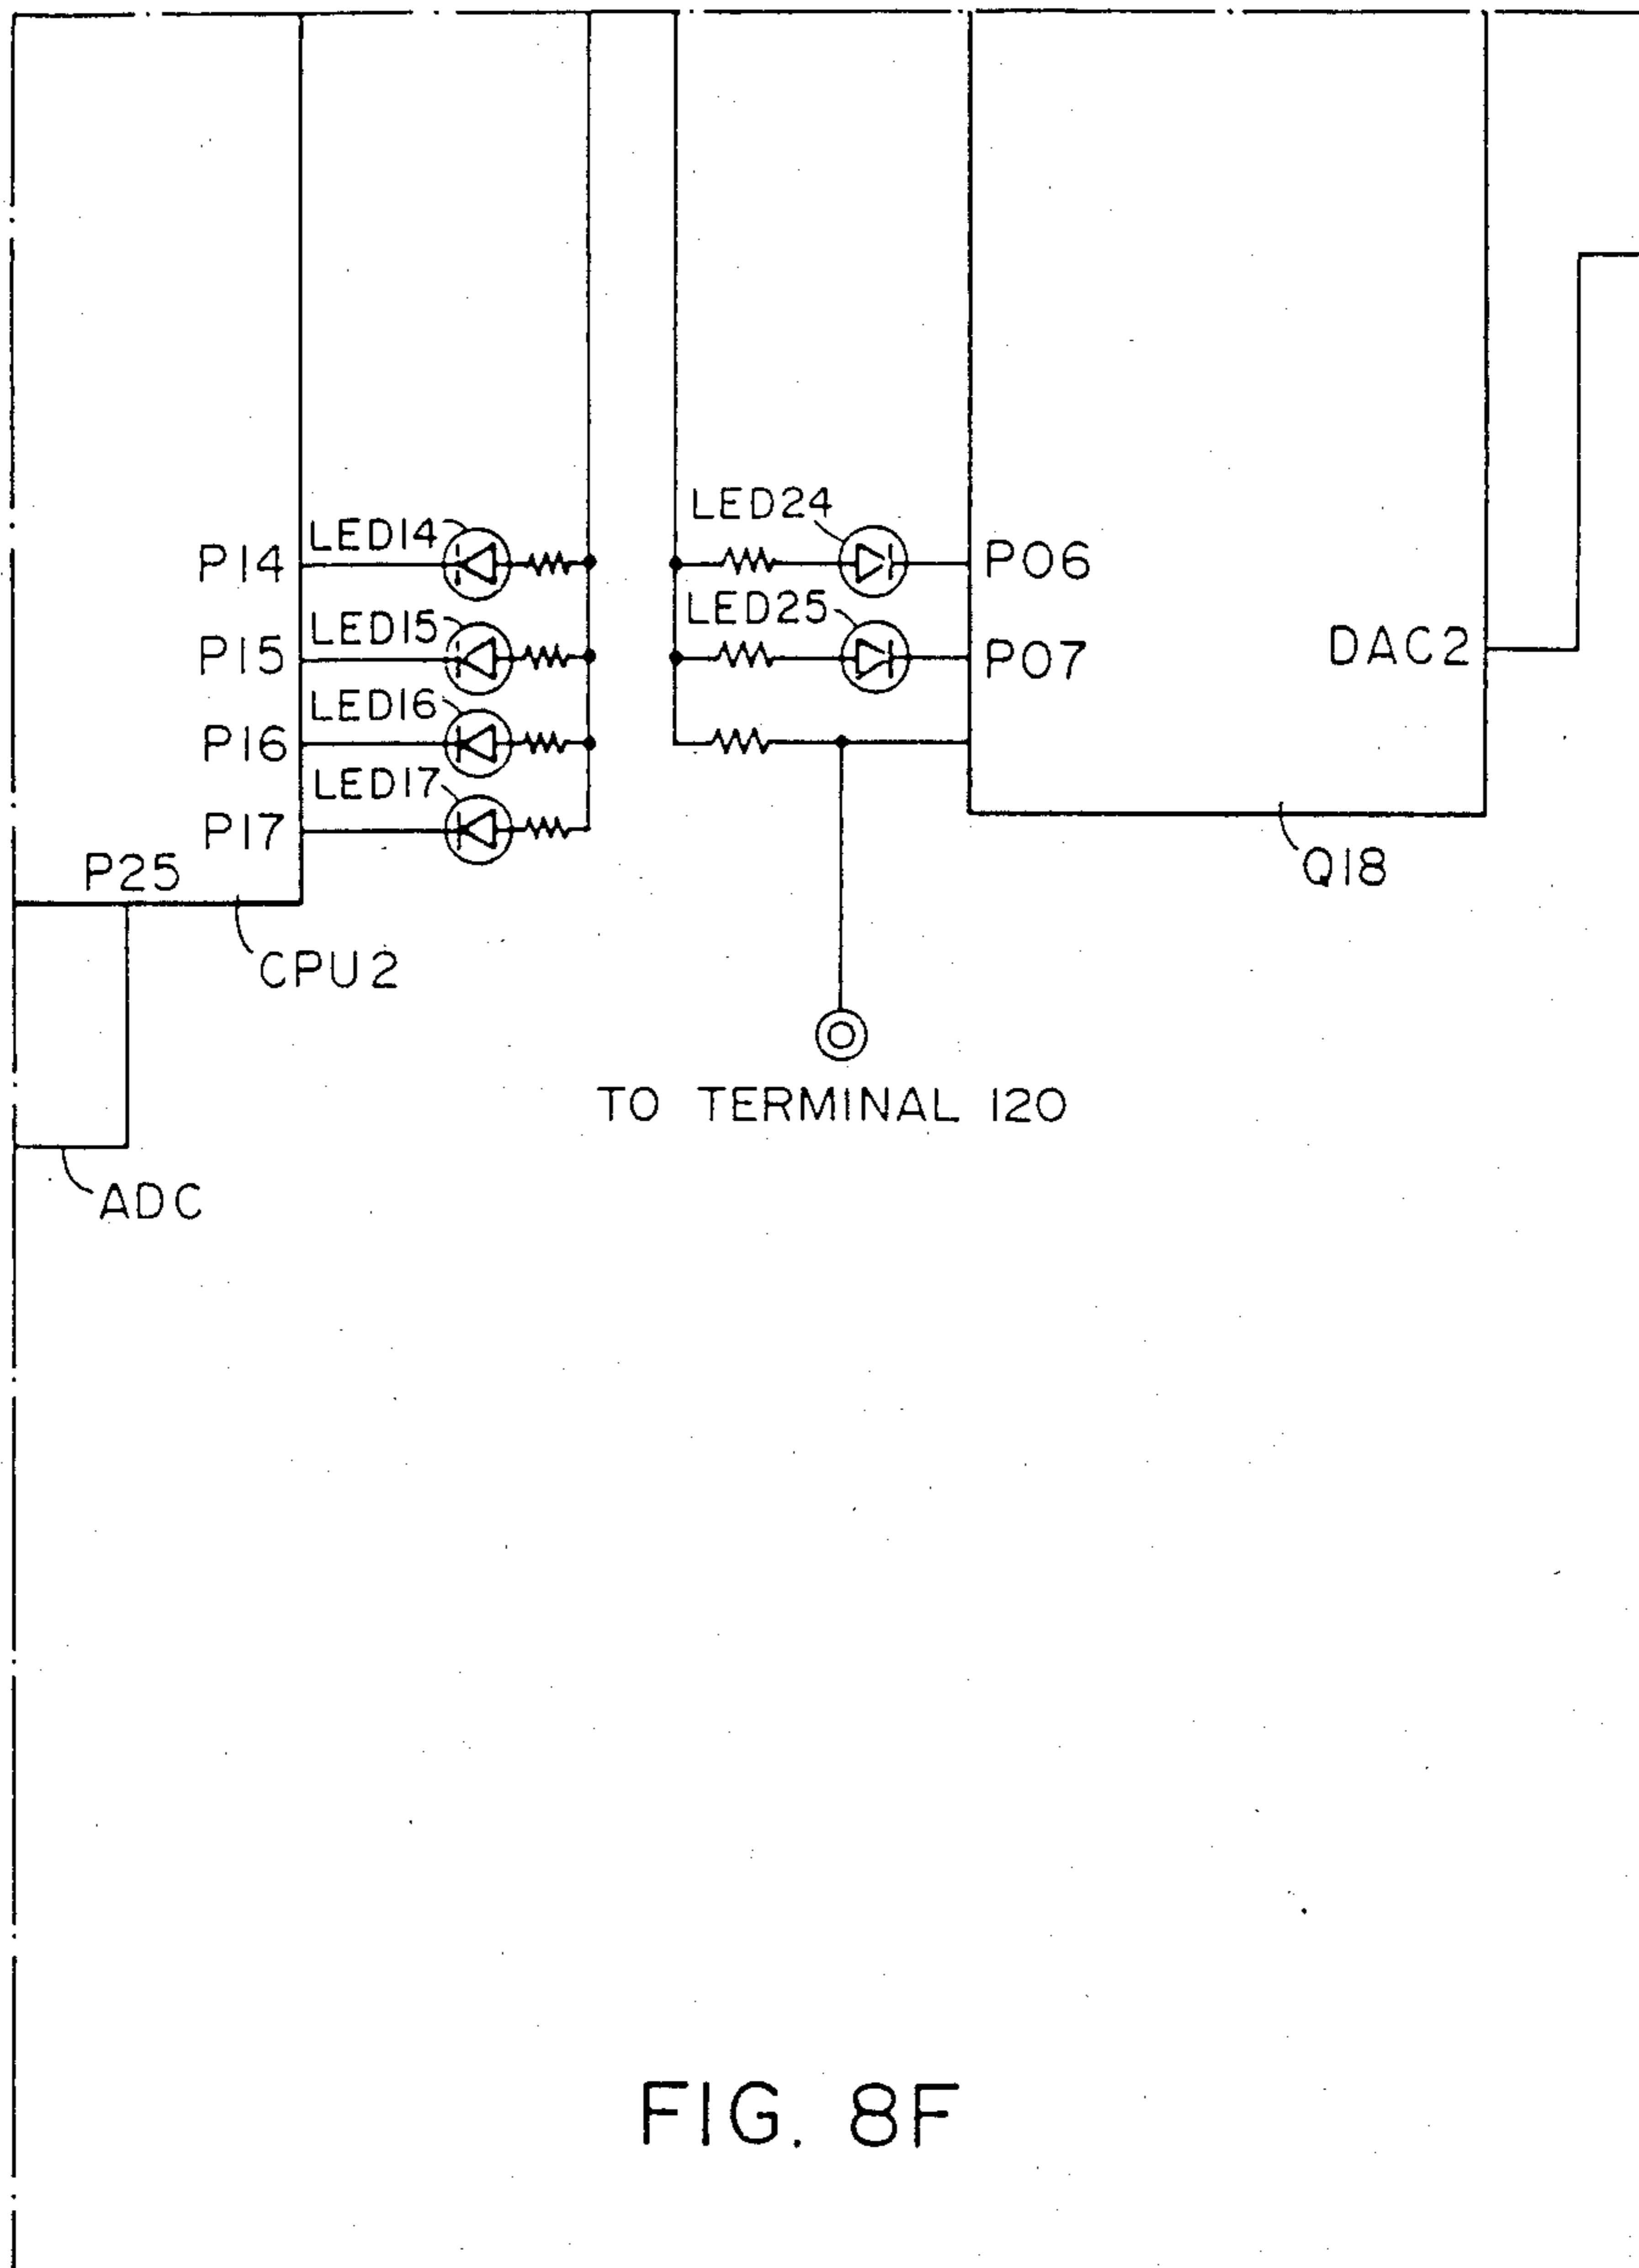 LED24
LED14
P14
P06
LED25
LED15
P15
P07
DAC2
LED16
P16
LED17
P17
P25
Q18
CPU2
TO TERMINAL 120
ADC
FIG. 8F